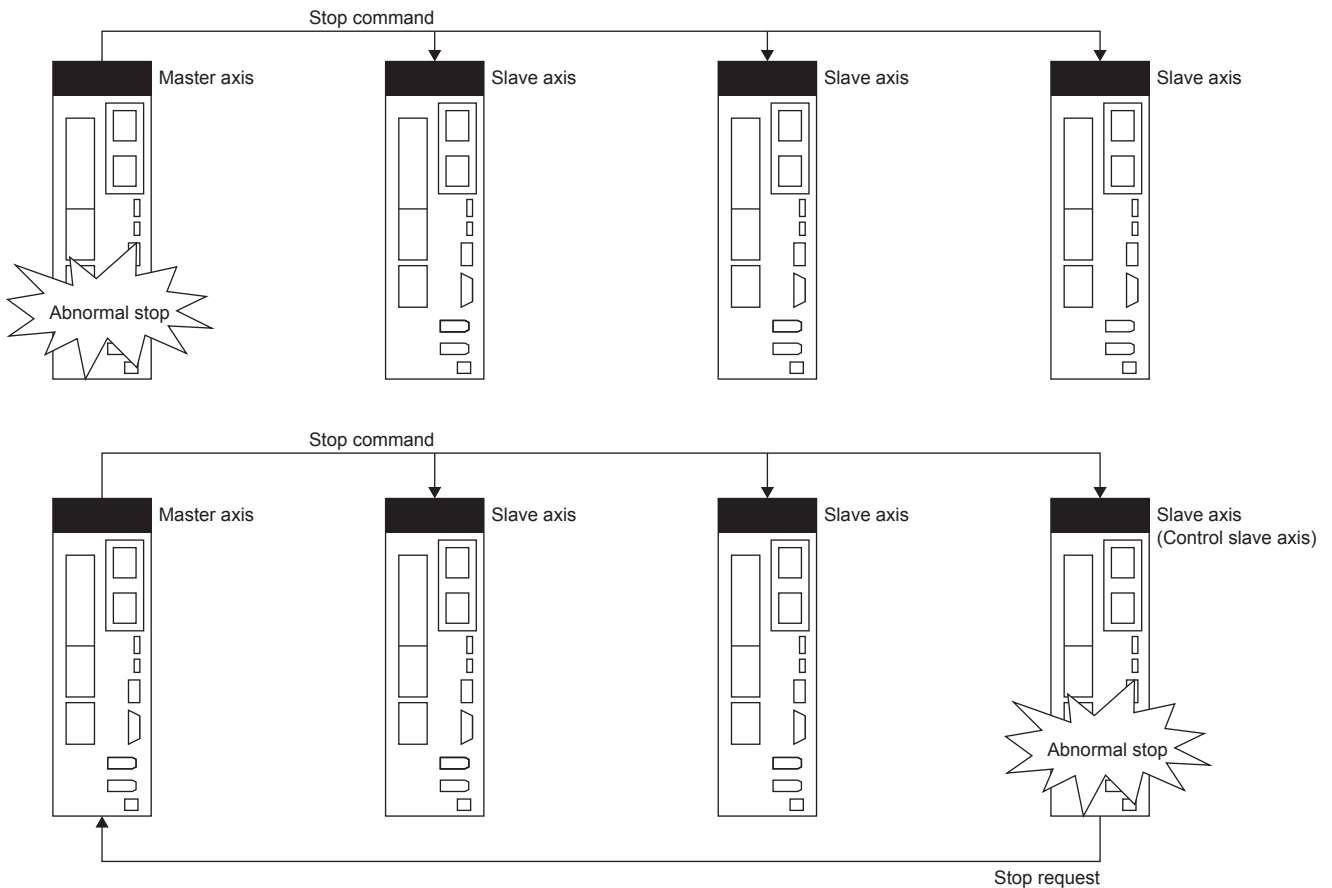 Stop command
Master axis
Slave axis
Slave axis
Slave axis
Abnormal stop
Stop command
Master axis
Slave axis
Slave axis
Slave axis
(Control slave axis)
Abnormal stop
Stop request